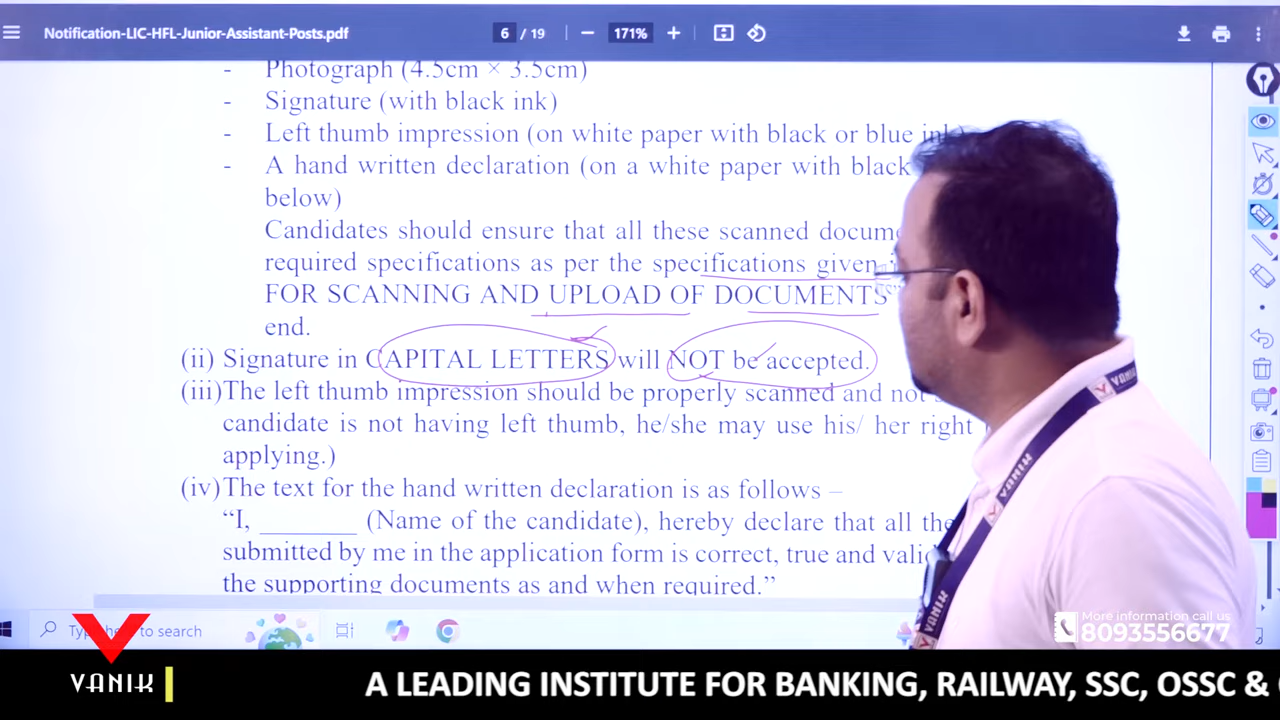 Notification-LIC-HFL-Junior-Assistant-Posts.pdf
6 / 19
171%
- Photograph (4.5cm × 3.5cm)
- Signature (with black ink)
- Left thumb impression (on white paper with black or blue ink)
- A hand written declaration (on a white paper with black
below)
Candidates should ensure that all these scanned
required specifications as per the specifications given
FOR SCANNING AND UPLOAD OF DOCUMENTS
end.
(ii) Signature in CAPITAL LETTERS will NOT be accepted.
(iii) The left thumb impression should be properly scanned and not
candidate is not having left thumb, he/she may use his/ her right
applying.)
(iv) The text for the hand written declaration is as follows –
“I, ________ (Name of the candidate), hereby declare that all the
submitted by me in the application form is correct, true and
the supporting documents as and when required.”
Type here to search
VANIK
VANIK
VANIK
More information call us
8093556677
VANIK
A LEADING INSTITUTE FOR BANKING, RAILWAY, SSC, OSSC &